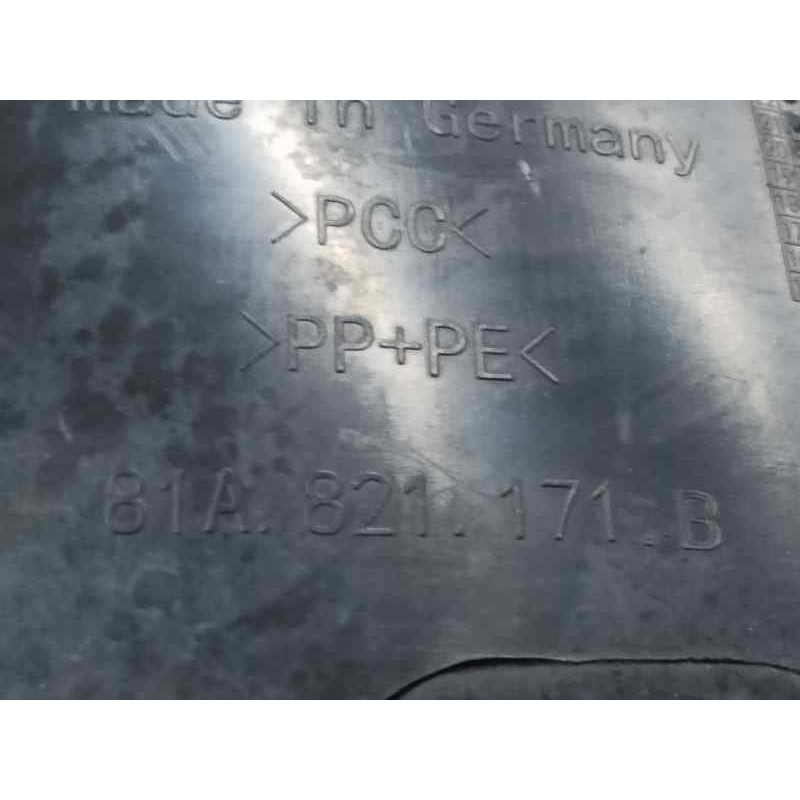 Made in Germany
>PCC<
>PP+PE<
81A.821.171.B